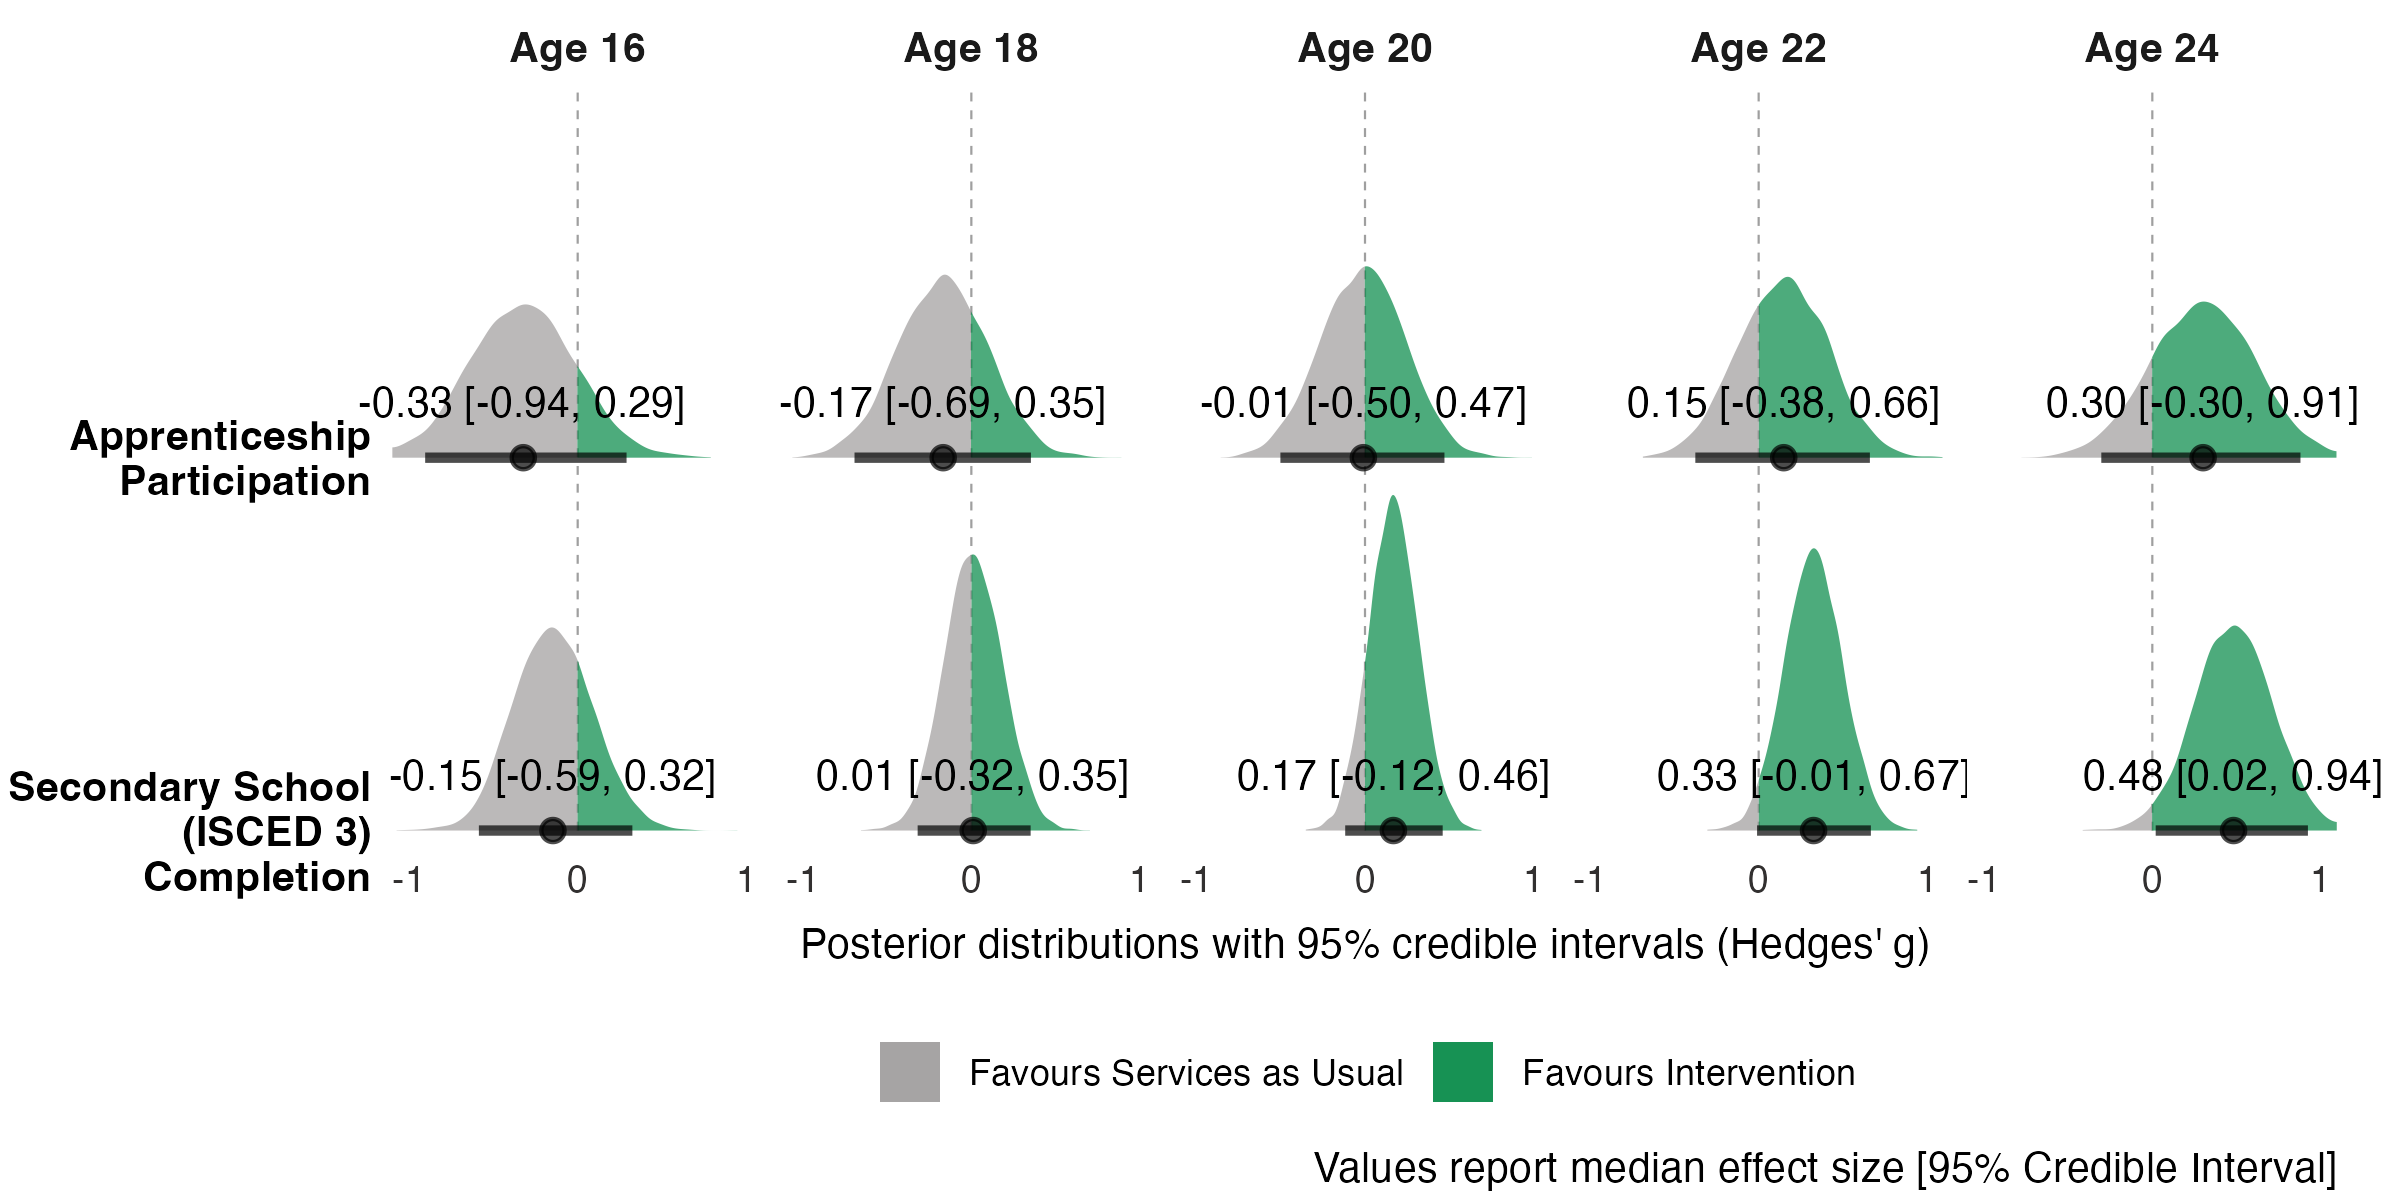 Age 16 Age 18 Age 20 Age 22 Age 24
-0.33 [-0.94, 0.29] -0.17 [-0.69, 0.35] -0.01 [-0.50, 0.47] 0.15 [-0.38, 0.66] 0.30 [-0.30, 0.91]
Apprenticeship
Participation
-0.15 [-0.59, 0.32] 0.01 [-0.32, 0.35] 0.17 [-0.12, 0.46] 0.33 [-0.01, 0.67] 0.48 [0.02, 0.94]
Secondary School
(ISCED 3)
Completion
-1 0 1 -1 0 1 -1 0 1 -1 0 1 -1 0 1
Posterior distributions with 95% credible intervals (Hedges' g)
Favours Services as Usual Favours Intervention
Values report median effect size [95% Credible Interval]